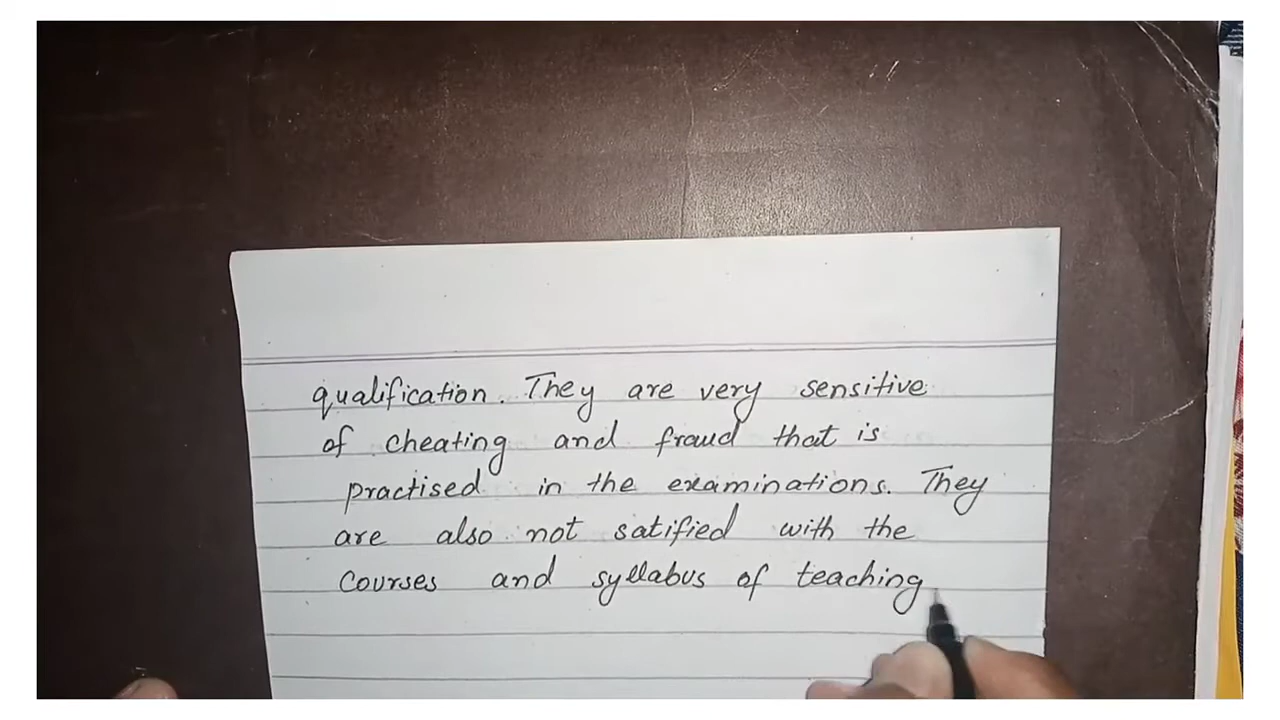 qualification. They are very sensitive
of cheating and fraud that is
practised in the examinations. They
are also not satified with the
courses and syllabus of teaching